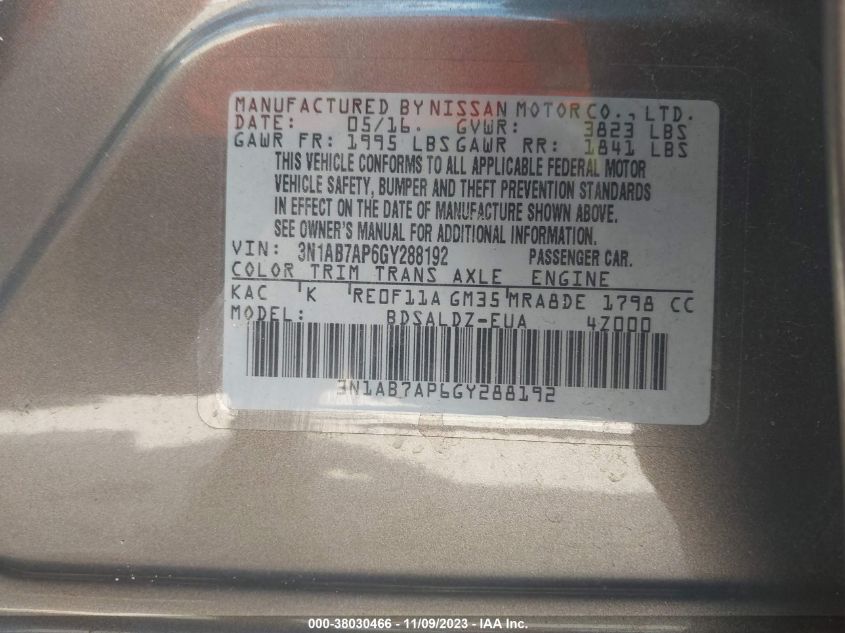 MANUFACTURED BY NISSAN MOTOR CO., LTD.
DATE: 05/16. GVWR: 3823 LBS
GAWR FR: 1995 LBS GAWR RR: 1841 LBS
THIS VEHICLE CONFORMS TO ALL APPLICABLE FEDERAL MOTOR
VEHICLE SAFETY, BUMPER AND THEFT PREVENTION STANDARDS
IN EFFECT ON THE DATE OF MANUFACTURE SHOWN ABOVE.
SEE OWNER'S MANUAL FOR ADDITIONAL INFORMATION.
VIN: 3N1AB7AP6GY288192 PASSENGER CAR.
COLOR TRIM TRANS AXLE ENGINE
KAC K RE0F11A GM35 MRA8DE 1798 CC
MODEL: BDSALDZ-EUA 4Z000
3N1AB7AP6GY288192
000-38030466 - 11/09/2023 - IAA Inc.